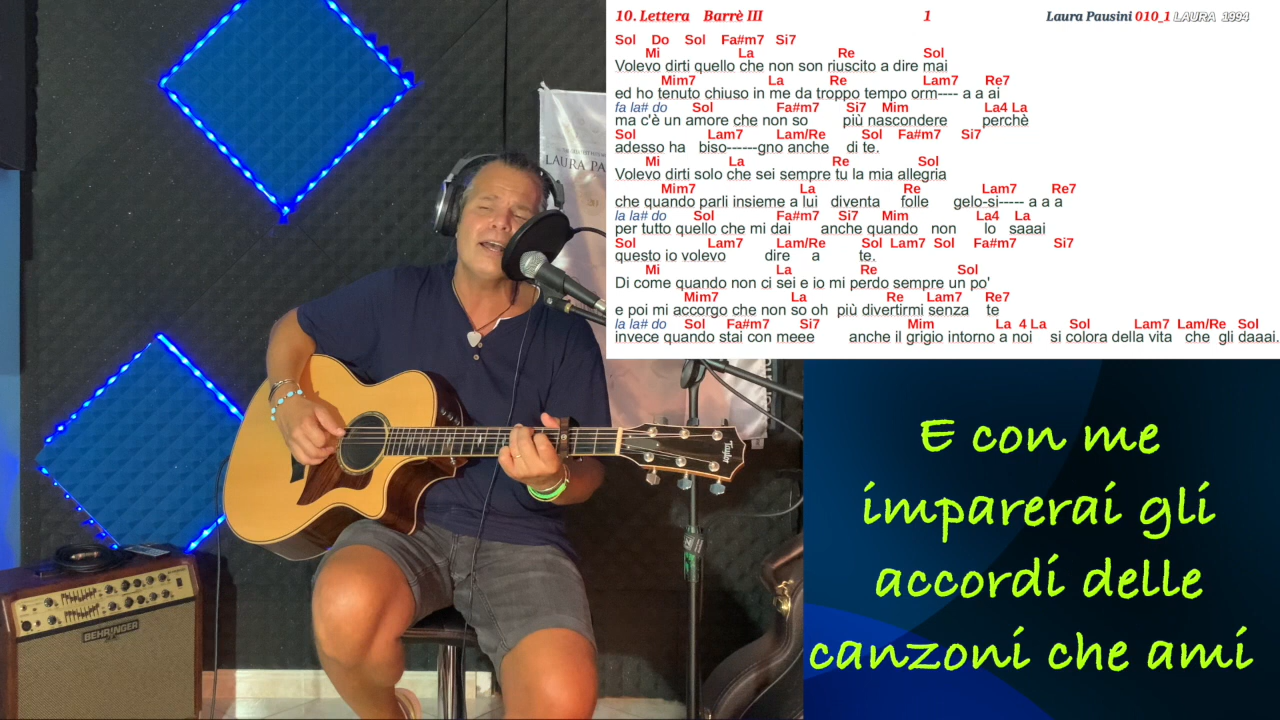 10. Lettera Barrè III 1 Laura Pausini 010_1 LAURA 1994
Sol Do Sol Fa#m7 Si7
Mi La Re Sol
Volevo dirti quello che non son riuscito a dire mai
Mim7 La Re Lam7 Re7
ed ho tenuto chiuso in me da troppo tempo orm---- a a ai
fa la# do Sol Fa#m7 Si7 Mim La4 La
ma c'è un amore che non so più nascondere perchè
Sol Lam7 Lam/Re Sol Fa#m7 Si7
adesso ha biso------gno anche di te.
Mi La Re Sol
Volevo dirti solo che sei sempre tu la mia allegria
Mim7 La Re Lam7 Re7
che quando parli insieme a lui diventa folle gelo-si----- a a a
la la# do Sol Fa#m7 Si7 Mim La4 La
per tutto quello che mi dai anche quando non lo saaai
Sol Lam7 Lam/Re Sol Lam7 Sol Fa#m7 Si7
questo io volevo dire a te.
Mi La Re Sol
Di come quando non ci sei e io mi perdo sempre un po'
Mim7 La Re Lam7 Re7
e poi mi accorgo che non so oh più divertirmi senza te
la la# do Sol Fa#m7 Si7 Mim La 4 La Sol Lam7 Lam/Re Sol
invece quando stai con meee anche il grigio intorno a noi si colora della vita che gli daaai.
LAURA PA
Taylor
BEHRINGER
E con me
imparerai gli
accordi delle
canzoni che ami